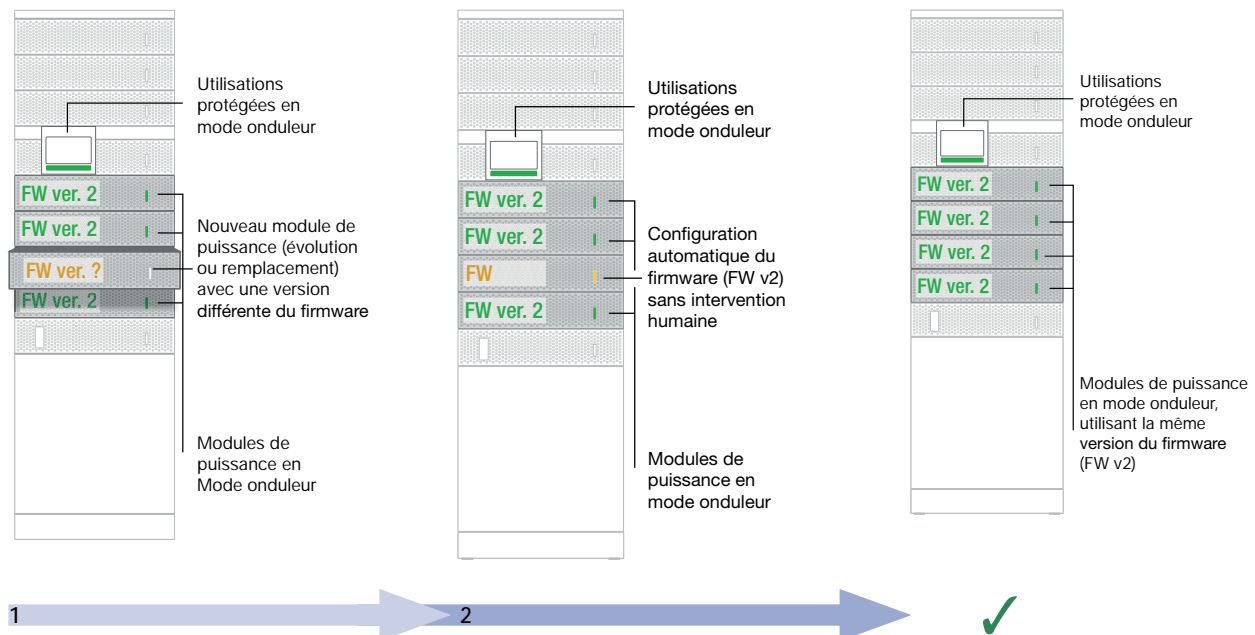 Utilisations
protégées en
mode onduleur
FW ver. 2
FW ver. 2
FW ver. ?
FW ver. 2
Nouveau module de
puissance (évolution
ou remplacement)
avec une version
différente du firmware
Modules de
puissance en
Mode onduleur
Utilisations
protégées en
mode onduleur
FW ver. 2
FW ver. 2
FW
FW ver. 2
Configuration
automatique du
firmware (FW v2)
sans intervention
humaine
Modules de
puissance en
mode onduleur
Utilisations
protégées en
mode onduleur
FW ver. 2
FW ver. 2
FW ver. 2
FW ver. 2
Modules de puissance
en mode onduleur,
utilisant la même
version du firmware
(FW v2)
1
2